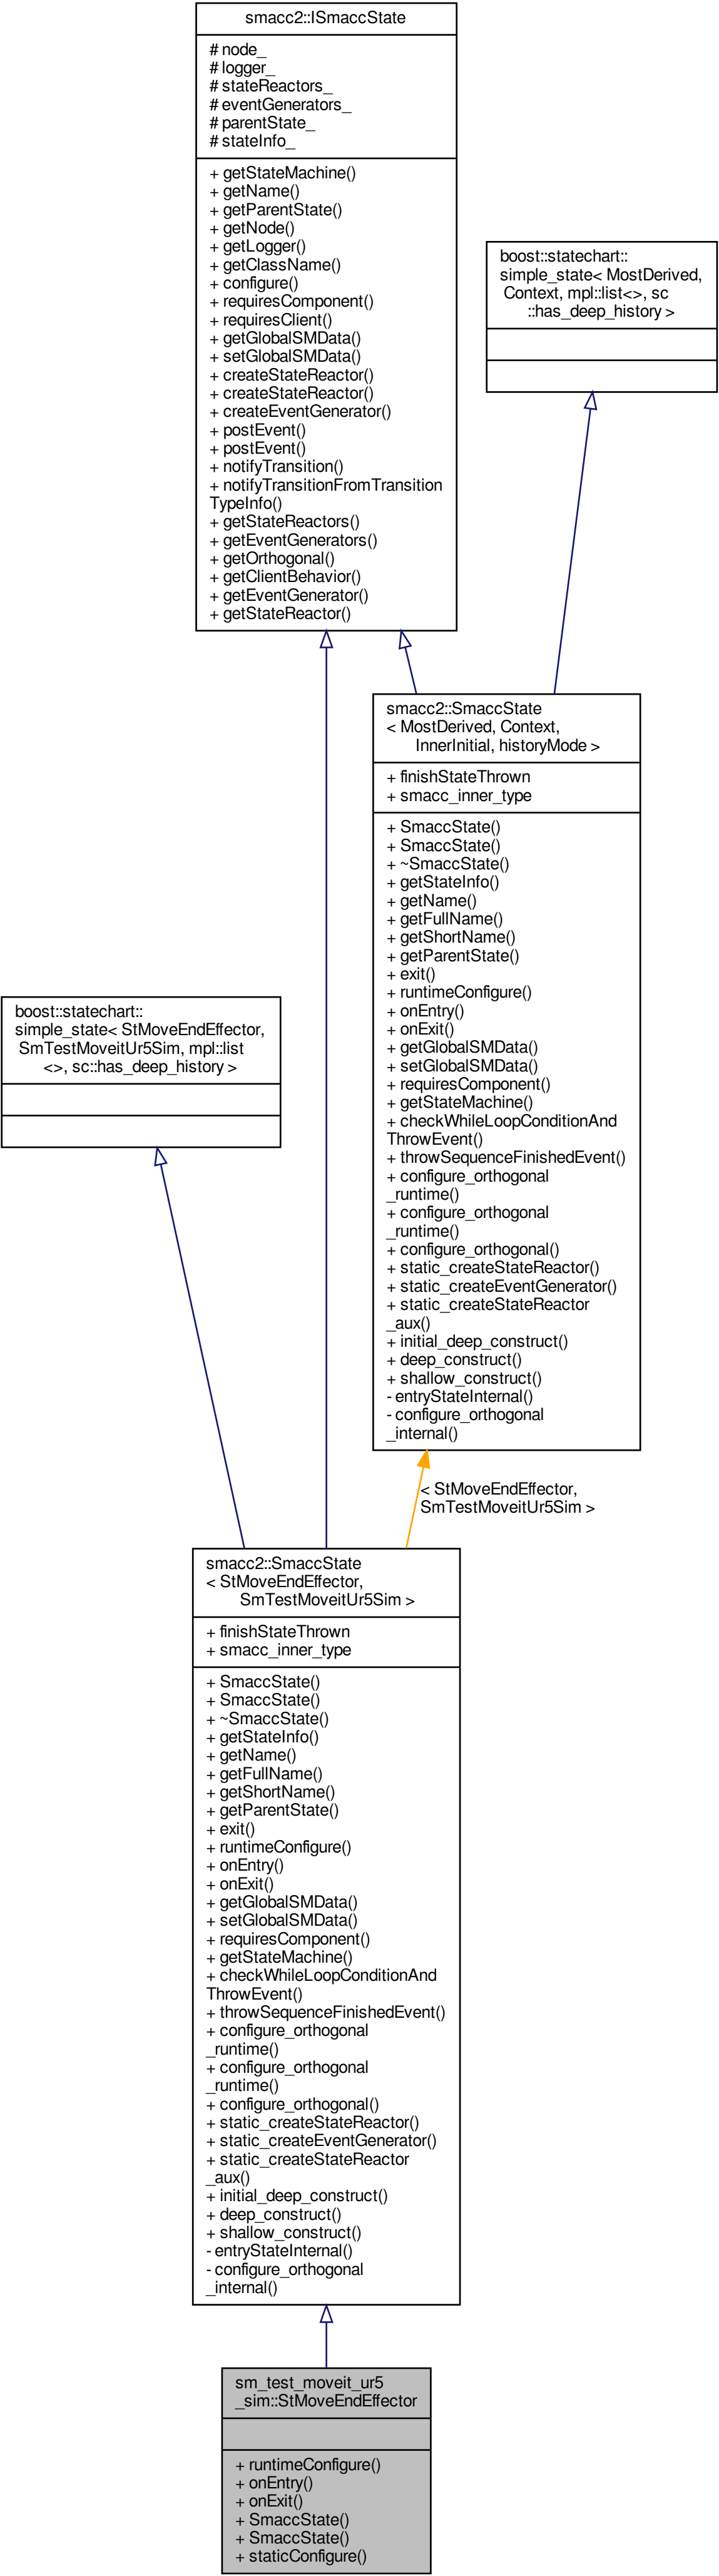 smacc2::ISmaccState
# node_
# logger_
# stateReactors_
# eventGenerators_
# parentState_
# stateInfo_
+ getStateMachine()
+ getName()
+ getParentState()
+ getNode()
+ getLogger()
+ getClassName()
+ configure()
+ requiresComponent()
+ requiresClient()
+ getGlobalSMData()
+ setGlobalSMData()
+ createStateReactor()
+ createStateReactor()
+ createEventGenerator()
+ postEvent()
+ postEvent()
+ notifyTransition()
+ notifyTransitionFromTransition
TypeInfo()
+ getStateReactors()
+ getEventGenerators()
+ getOrthogonal()
+ getClientBehavior()
+ getEventGenerator()
+ getStateReactor()
boost::statechart::
simple_state< MostDerived,
Context, mpl::list<>, sc
::has_deep_history >
smacc2::SmaccState
< MostDerived, Context,
InnerInitial, historyMode >
+ finishStateThrown
+ smacc_inner_type
+ SmaccState()
+ SmaccState()
+ ~SmaccState()
+ getStateInfo()
+ getName()
+ getFullName()
+ getShortName()
+ getParentState()
+ exit()
+ runtimeConfigure()
+ onEntry()
+ onExit()
+ getGlobalSMData()
+ setGlobalSMData()
+ requiresComponent()
+ getStateMachine()
+ checkWhileLoopConditionAnd
ThrowEvent()
+ throwSequenceFinishedEvent()
+ configure_orthogonal
_runtime()
+ configure_orthogonal
_runtime()
+ configure_orthogonal()
+ static_createStateReactor()
+ static_createEventGenerator()
+ static_createStateReactor
_aux()
+ initial_deep_construct()
+ deep_construct()
+ shallow_construct()
- entryStateInternal()
- configure_orthogonal
_internal()
boost::statechart::
simple_state< StMoveEndEffector,
SmTestMoveitUr5Sim, mpl::list
<>, sc::has_deep_history >
< StMoveEndEffector,
SmTestMoveitUr5Sim >
smacc2::SmaccState
< StMoveEndEffector,
SmTestMoveitUr5Sim >
+ finishStateThrown
+ smacc_inner_type
+ SmaccState()
+ SmaccState()
+ ~SmaccState()
+ getStateInfo()
+ getName()
+ getFullName()
+ getShortName()
+ getParentState()
+ exit()
+ runtimeConfigure()
+ onEntry()
+ onExit()
+ getGlobalSMData()
+ setGlobalSMData()
+ requiresComponent()
+ getStateMachine()
+ checkWhileLoopConditionAnd
ThrowEvent()
+ throwSequenceFinishedEvent()
+ configure_orthogonal
_runtime()
+ configure_orthogonal
_runtime()
+ configure_orthogonal()
+ static_createStateReactor()
+ static_createEventGenerator()
+ static_createStateReactor
_aux()
+ initial_deep_construct()
+ deep_construct()
+ shallow_construct()
- entryStateInternal()
- configure_orthogonal
_internal()
sm_test_moveit_ur5
_sim::StMoveEndEffector
+ runtimeConfigure()
+ onEntry()
+ onExit()
+ SmaccState()
+ SmaccState()
+ staticConfigure()